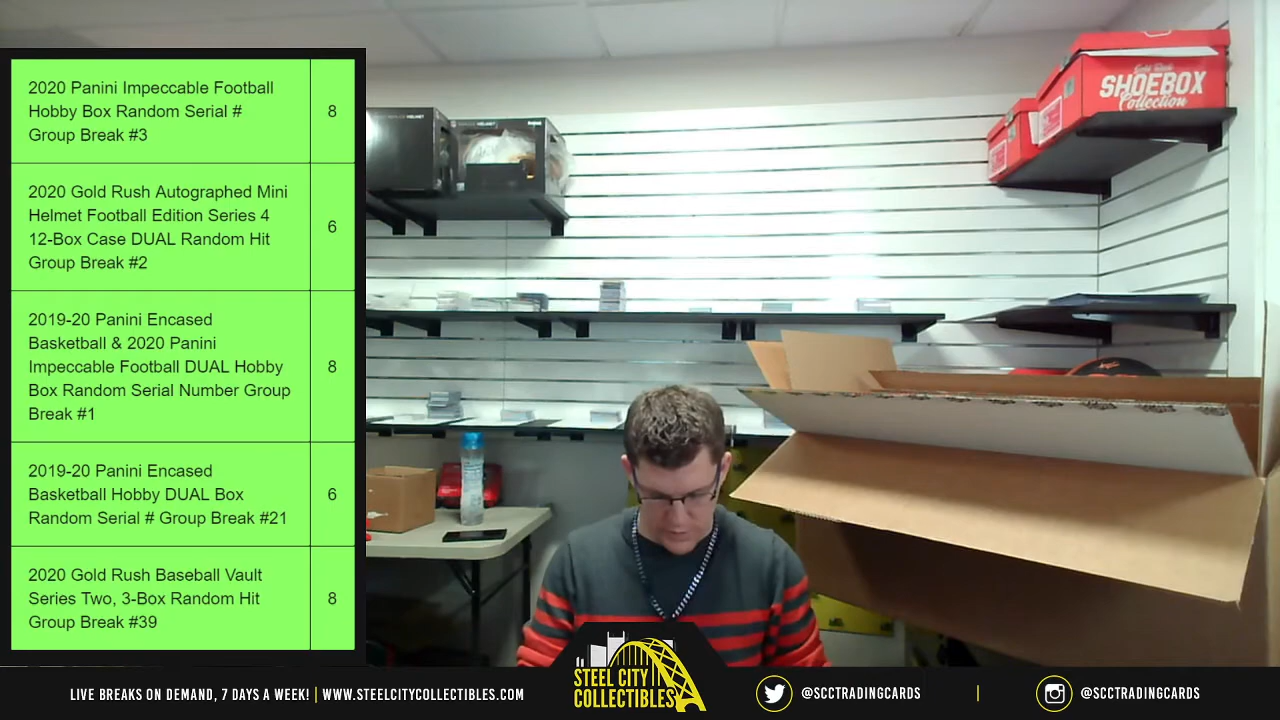 2020 Panini Impeccable Football
Hobby Box Random Serial #
Group Break #3
8
2020 Gold Rush Autographed Mini
Helmet Football Edition Series 4
12-Box Case DUAL Random Hit
Group Break #2
6
2019-20 Panini Encased
Basketball & 2020 Panini
Impeccable Football DUAL Hobby
Box Random Serial Number Group
Break #1
8
2019-20 Panini Encased
Basketball Hobby DUAL Box
Random Serial # Group Break #21
6
2020 Gold Rush Baseball Vault
Series Two, 3-Box Random Hit
Group Break #39
8
Gold Rush
SHOEBOX
Collection
LIVE BREAKS ON DEMAND, 7 DAYS A WEEK! | WWW.STEELCITYCOLLECTIBLES.COM
STEEL CITY
COLLECTIBLES
@SCCTRADINGCARDS
|
@SCCTRADINGCARDS